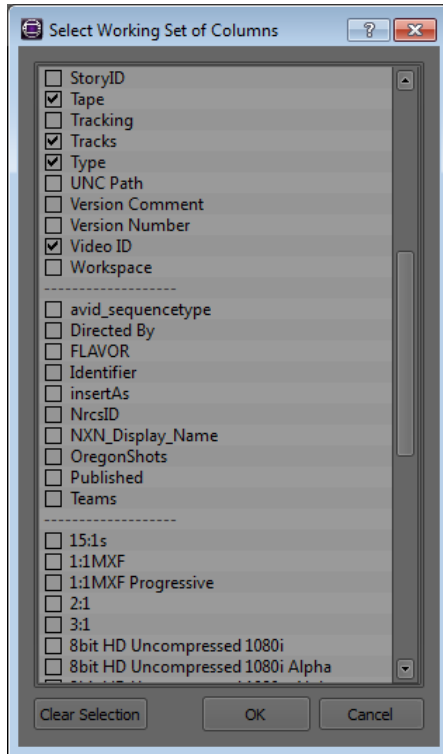 Select Working Set of Columns
StoryID
Tape
Tracking
Tracks
Type
UNC Path
Version Comment
Version Number
Video ID
Workspace
-------------------
avid_sequencetype
Directed By
FLAVOR
Identifier
insertAs
NrcsID
NXN_Display_Name
OregonShots
Published
Teams
-------------------
15:1s
1:1MXF
1:1MXF Progressive
2:1
3:1
8bit HD Uncompressed 1080i
8bit HD Uncompressed 1080i Alpha
Clear Selection OK Cancel